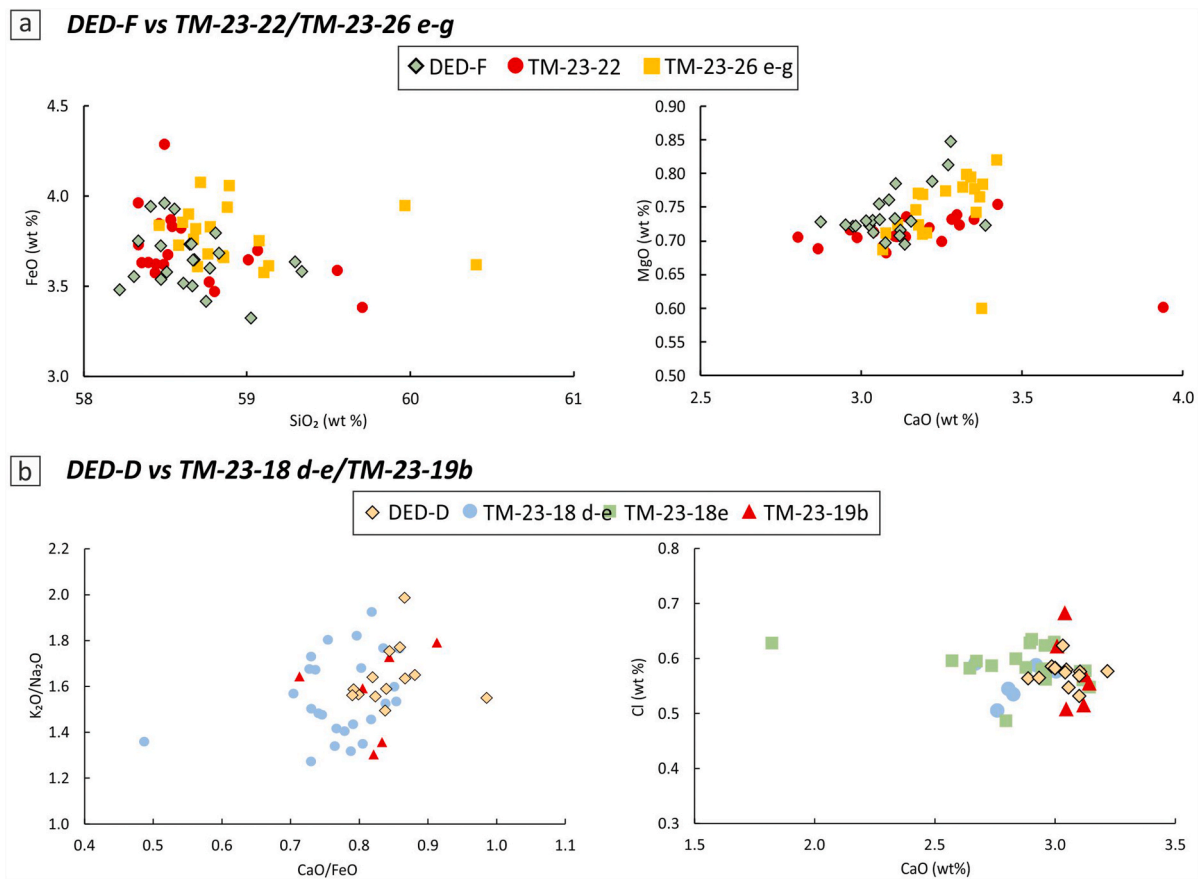 a DED-F vs TM-23-22/TM-23-26 e-g
DED-F TM-23-22 TM-23-26 e-g
4.5
4.0
3.5
3.0
FeO (wt %)
58 59 60 61
SiO₂ (wt %)
0.90
0.85
0.80
0.75
0.70
0.65
0.60
0.55
0.50
MgO (wt %)
2.5 3.0 3.5 4.0
CaO (wt %)
b DED-D vs TM-23-18 d-e/TM-23-19b
DED-D TM-23-18 d-e TM-23-18e TM-23-19b
2.2
2.0
1.8
1.6
1.4
1.2
1.0
K₂O/Na₂O
0.4 0.5 0.6 0.7 0.8 0.9 1.0 1.1
CaO/FeO
0.8
0.7
0.6
0.5
0.4
0.3
Cl (wt %)
1.5 2.0 2.5 3.0 3.5
CaO (wt%)